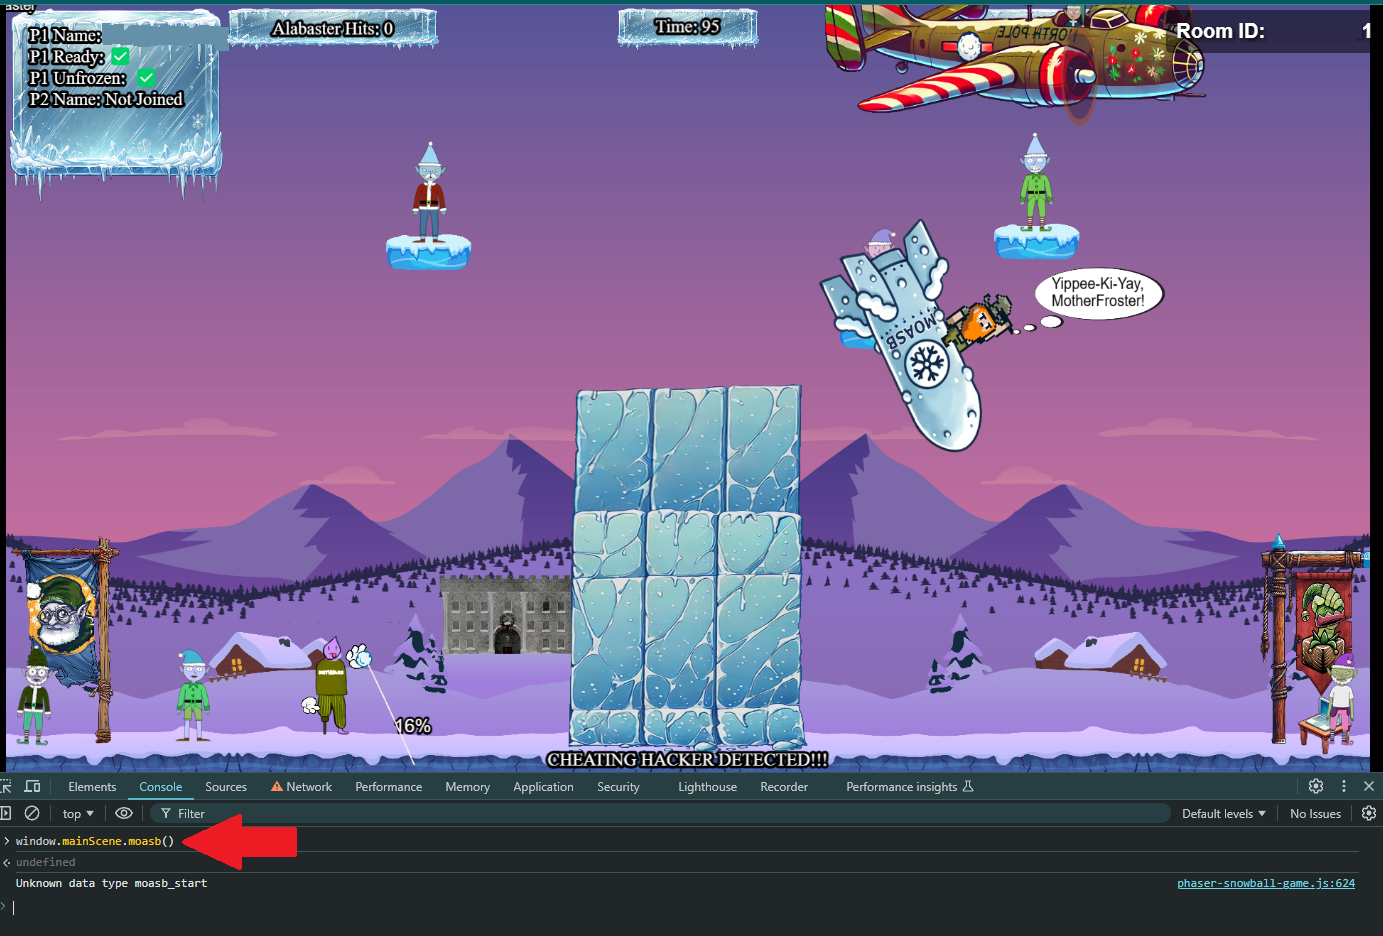 P1 Name:
P1 Ready:
P1 Unfrozen:
P2 Name: Not Joined
Alabaster Hits: 0
Time: 95
NORTH POLE
Room ID: 1
Yippee-Ki-Yay,
MotherFroster!
MOASB
16%
CHEATING HACKER DETECTED!!!
Elements Console Sources Network Performance Memory Application Security Lighthouse Recorder Performance insights
top Filter Default levels No Issues
window.mainScene.moasb()
undefined
Unknown data type moasb_start phaser-snowball-game.js:624